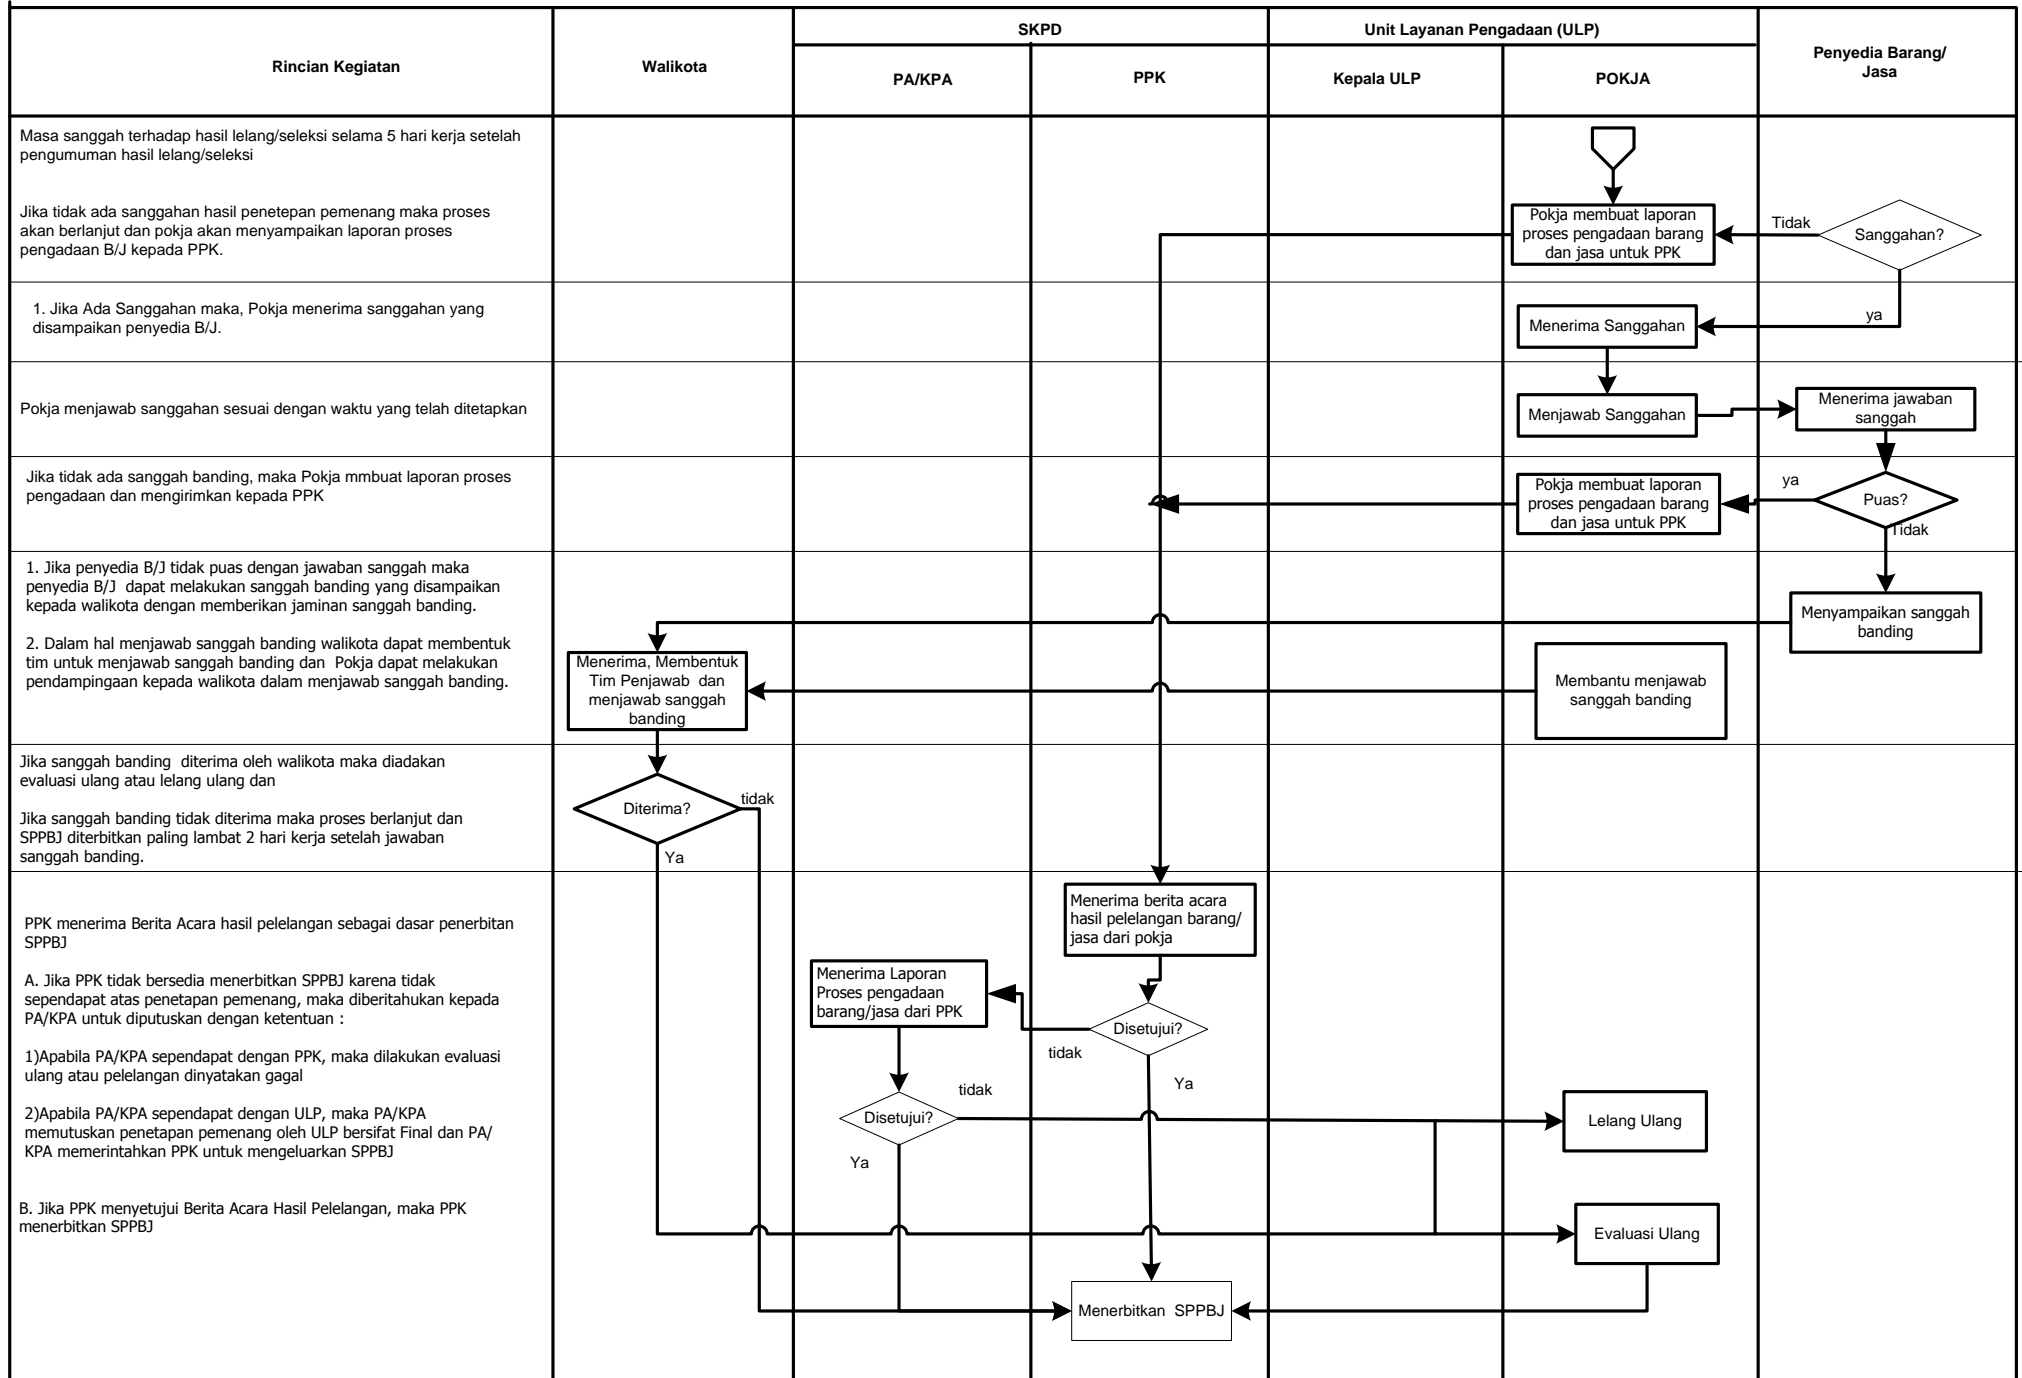 Rincian Kegiatan
Walikota
SKPD
PA/KPA
PPK
Unit Layanan Pengadaan (ULP)
Kepala ULP
POKJA
Penyedia Barang/
Jasa
Masa sanggah terhadap hasil lelang/seleksi selama 5 hari kerja setelah
pengumuman hasil lelang/seleksi
Jika tidak ada sanggahan hasil penetepan pemenang maka proses
akan berlanjut dan pokja akan menyampaikan laporan proses
pengadaan B/J kepada PPK.
Pokja membuat laporan
proses pengadaan barang
dan jasa untuk PPK
Tidak
Sanggahan?
1. Jika Ada Sanggahan maka, Pokja menerima sanggahan yang
disampaikan penyedia B/J.
Menerima Sanggahan
ya
Pokja menjawab sanggahan sesuai dengan waktu yang telah ditetapkan
Menjawab Sanggahan
Menerima jawaban
sanggah
Jika tidak ada sanggah banding, maka Pokja mmbuat laporan proses
pengadaan dan mengirimkan kepada PPK
Pokja membuat laporan
proses pengadaan barang
dan jasa untuk PPK
ya
Puas?
Tidak
1. Jika penyedia B/J tidak puas dengan jawaban sanggah maka
penyedia B/J  dapat melakukan sanggah banding yang disampaikan
kepada walikota dengan memberikan jaminan sanggah banding.
2. Dalam hal menjawab sanggah banding walikota dapat membentuk
tim untuk menjawab sanggah banding dan  Pokja dapat melakukan
pendampingaan kepada walikota dalam menjawab sanggah banding.
Menerima, Membentuk
Tim Penjawab  dan
menjawab sanggah
banding
Membantu menjawab
sanggah banding
Menyampaikan sanggah
banding
Jika sanggah banding  diterima oleh walikota maka diadakan
evaluasi ulang atau lelang ulang dan
Jika sanggah banding tidak diterima maka proses berlanjut dan
SPPBJ diterbitkan paling lambat 2 hari kerja setelah jawaban
sanggah banding.
Diterima?
tidak
Ya
PPK menerima Berita Acara hasil pelelangan sebagai dasar penerbitan
SPPBJ
A. Jika PPK tidak bersedia menerbitkan SPPBJ karena tidak
sependapat atas penetapan pemenang, maka diberitahukan kepada
PA/KPA untuk diputuskan dengan ketentuan :
1)Apabila PA/KPA sependapat dengan PPK, maka dilakukan evaluasi
ulang atau pelelangan dinyatakan gagal
2)Apabila PA/KPA sependapat dengan ULP, maka PA/KPA
memutuskan penetapan pemenang oleh ULP bersifat Final dan PA/
KPA memerintahkan PPK untuk mengeluarkan SPPBJ
B. Jika PPK menyetujui Berita Acara Hasil Pelelangan, maka PPK
menerbitkan SPPBJ
Menerima berita acara
hasil pelelangan barang/
jasa dari pokja
Menerima Laporan
Proses pengadaan
barang/jasa dari PPK
Disetujui?
tidak
Ya
Disetujui?
tidak
Ya
Lelang Ulang
Evaluasi Ulang
Menerbitkan  SPPBJ